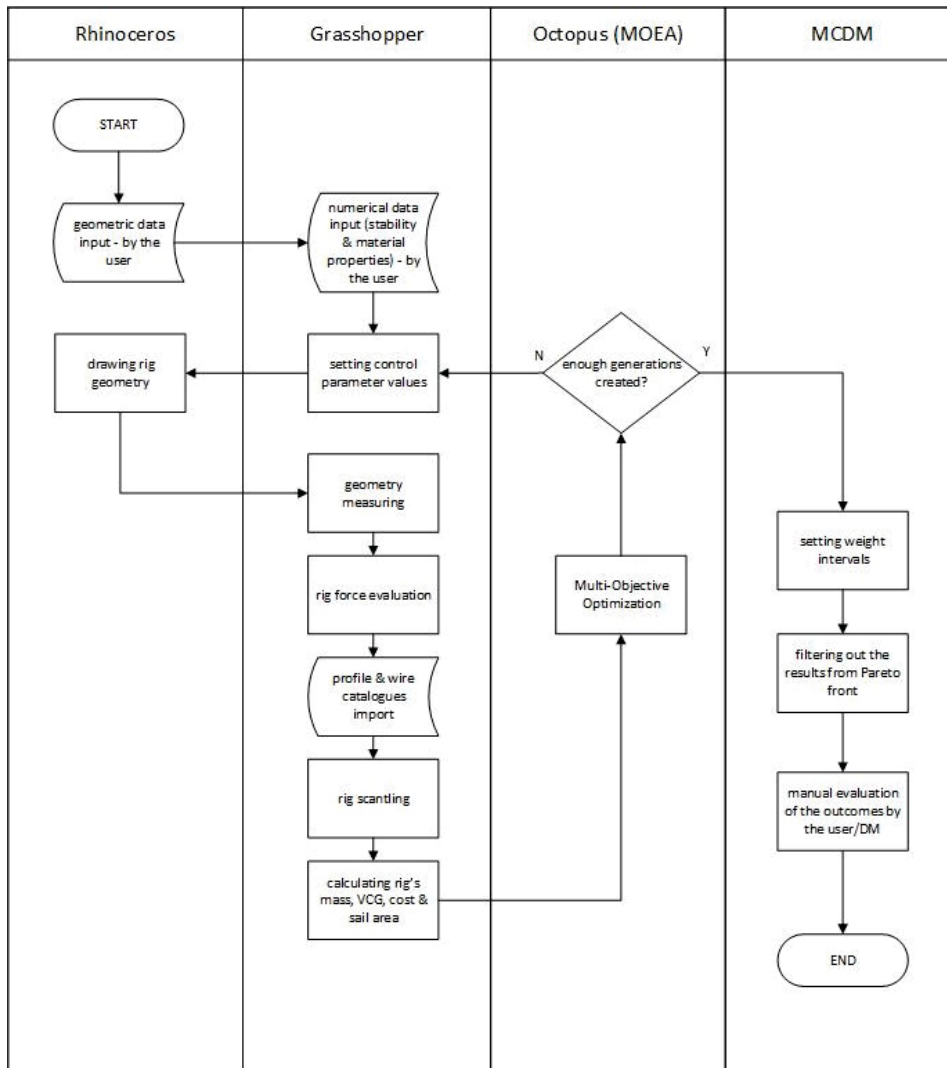 Rhinoceros
Grasshopper
Octopus (MOEA)
MCDM
START
geometric data
input - by the
user
numerical data
input (stability
& material
properties) - by
the user
drawing rig
geometry
setting control
parameter values
N
enough generations
created?
Y
geometry
measuring
setting weight
intervals
rig force evaluation
Multi-Objective
Optimization
profile & wire
catalogues
import
filtering out the
results from Pareto
front
rig scantling
manual evaluation
of the outcomes by
the user/DM
calculating rig's
mass, VCG, cost &
sail area
END